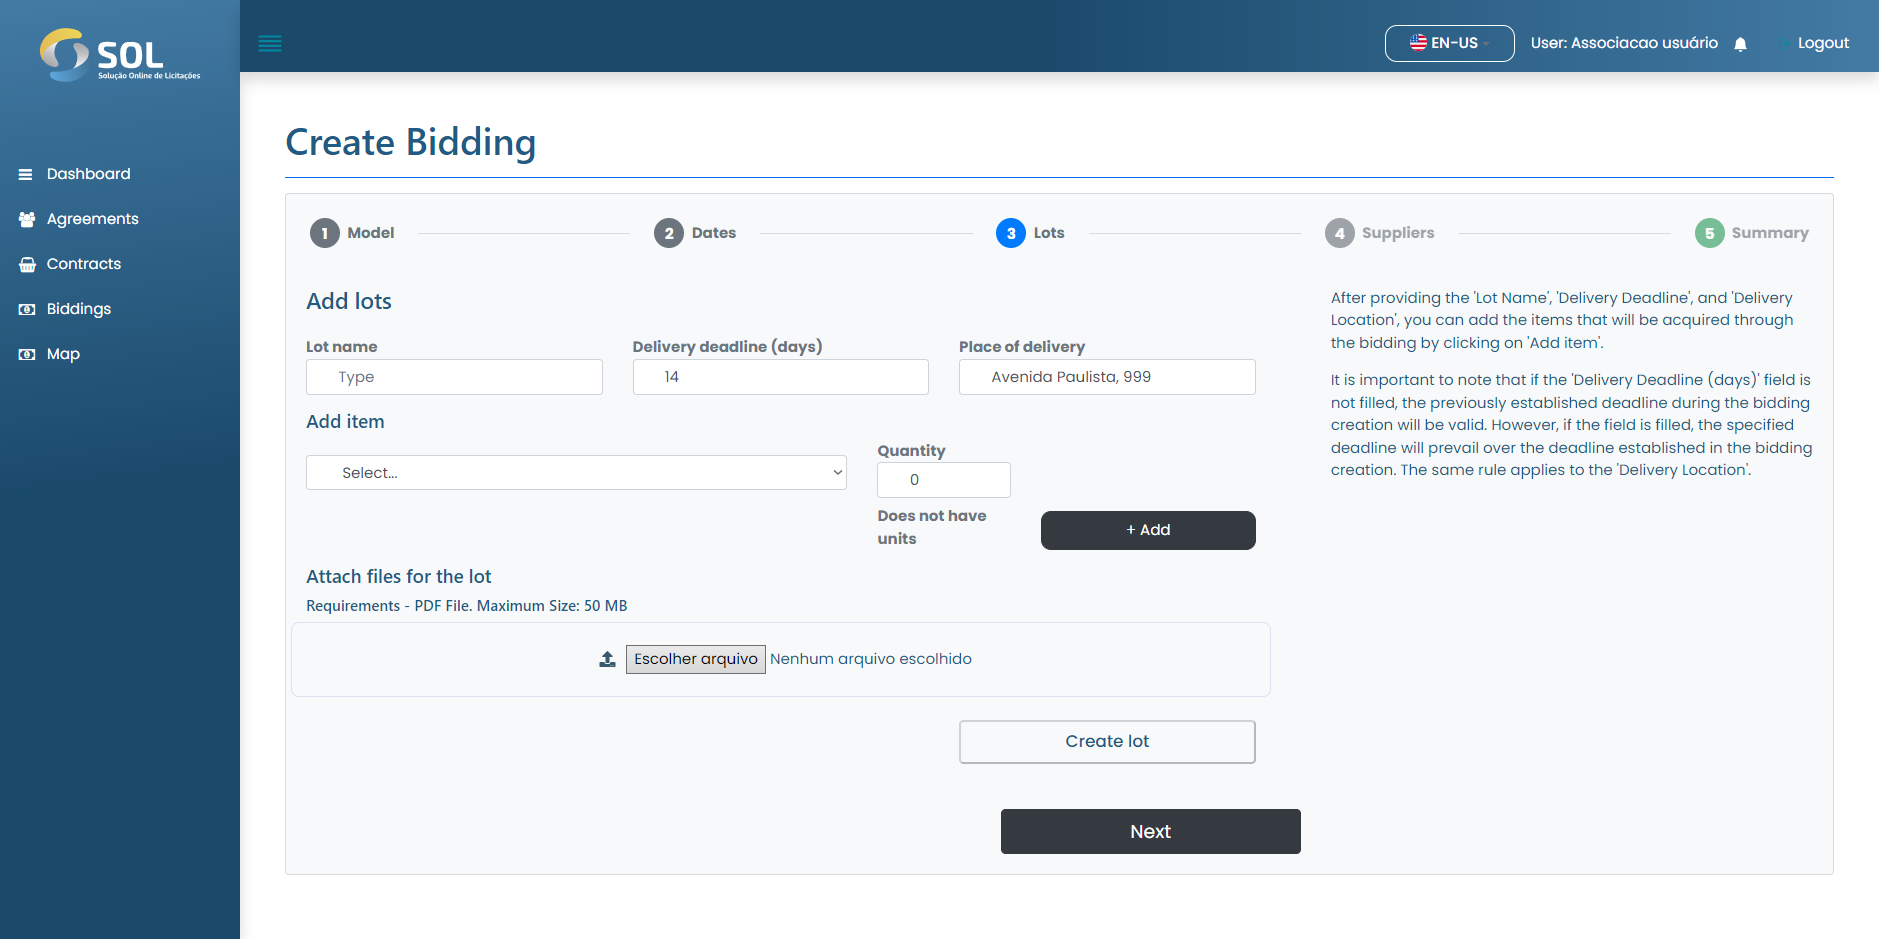 SOL
Solução Online de Licitações
EN-US
User: Associacao usuário
Logout
Dashboard
Agreements
Contracts
Biddings
Map
Create Bidding
1 Model
2 Dates
3 Lots
4 Suppliers
5 Summary
Add lots
Lot name
Delivery deadline (days)
Place of delivery
Type
14
Avenida Paulista, 999
Add item
Select...
Quantity
0
Does not have
units
+ Add
Attach files for the lot
Requirements - PDF File. Maximum Size: 50 MB
Escolher arquivo Nenhum arquivo escolhido
Create lot
Next
After providing the 'Lot Name', 'Delivery Deadline', and 'Delivery
Location', you can add the items that will be acquired through
the bidding by clicking on 'Add item'.
It is important to note that if the 'Delivery Deadline (days)' field is
not filled, the previously established deadline during the bidding
creation will be valid. However, if the field is filled, the specified
deadline will prevail over the deadline established in the bidding
creation. The same rule applies to the 'Delivery Location'.